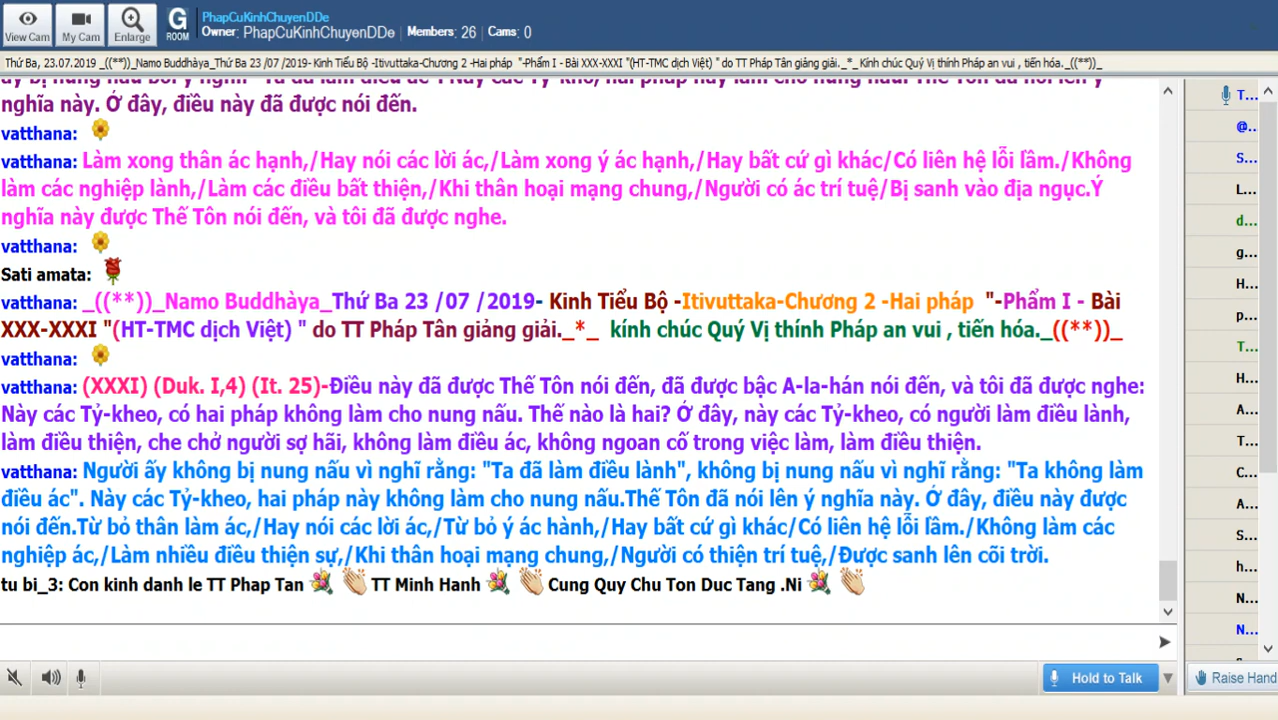 PhapCuKinhChuyenDDe
Owner: PhapCuKinhChuyenDDe Members: 26 Cams: 0
View Cam
My Cam
Enlarge
G
ROOM
Thứ Ba, 23.07.2019 _((**))_Namo Buddhàya_Thứ Ba 23 /07 /2019- Kinh Tiểu Bộ -Itivuttaka-Chương 2 -Hai pháp "-Phẩm I - Bài XXX-XXXI "(HT-TMC dịch Việt) " do TT Pháp Tân giảng giải._*_ Kính chúc Quý Vị thính Pháp an vui , tiến hóa._((**))_
nghĩa này. Ở đây, điều này đã được nói đến.
vatthana:
vatthana: Làm xong thân ác hạnh,/Hay nói các lời ác,/Làm xong ý ác hạnh,/Hay bất cứ gì khác/Có liên hệ lỗi lầm./Không
làm các nghiệp lành,/Làm các điều bất thiện,/Khi thân hoại mạng chung,/Người có ác trí tuệ/Bị sanh vào địa ngục.Ý
nghĩa này được Thế Tôn nói đến, và tôi đã được nghe.
vatthana:
Sati amata:
vatthana: _((**))_Namo Buddhàya_Thứ Ba 23 /07 /2019- Kinh Tiểu Bộ -Itivuttaka-Chương 2 -Hai pháp "-Phẩm I - Bài
XXX-XXXI "(HT-TMC dịch Việt) " do TT Pháp Tân giảng giải._*_ kính chúc Quý Vị thính Pháp an vui , tiến hóa._((**))_
vatthana:
vatthana: (XXXI) (Duk. I,4) (It. 25)-Điều này đã được Thế Tôn nói đến, đã được bậc A-la-hán nói đến, và tôi đã được nghe:
Này các Tỷ-kheo, có hai pháp không làm cho nung nấu. Thế nào là hai? Ở đây, này các Tỷ-kheo, có người làm điều lành,
làm điều thiện, che chở người sợ hãi, không làm điều ác, không ngoan cố trong việc làm, làm điều thiện.
vatthana: Người ấy không bị nung nấu vì nghĩ rằng: "Ta đã làm điều lành", không bị nung nấu vì nghĩ rằng: "Ta không làm
điều ác". Này các Tỷ-kheo, hai pháp này không làm cho nung nấu.Thế Tôn đã nói lên ý nghĩa này. Ở đây, điều này được
nói đến.Từ bỏ thân làm ác,/Hay nói các lời ác,/Từ bỏ ý ác hành,/Hay bất cứ gì khác/Có liên hệ lỗi lầm./Không làm các
nghiệp ác,/Làm nhiều điều thiện sự,/Khi thân hoại mạng chung,/Người có thiện trí tuệ,/Được sanh lên cõi trời.
tu bi_3: Con kinh danh le TT Phap Tan TT Minh Hanh Cung Quy Chu Ton Duc Tang .Ni
T...
@..
S...
L...
d...
g...
H...
p...
T...
H...
A...
T...
C...
A...
S...
h...
N...
N...
Hold to Talk
Raise Hand